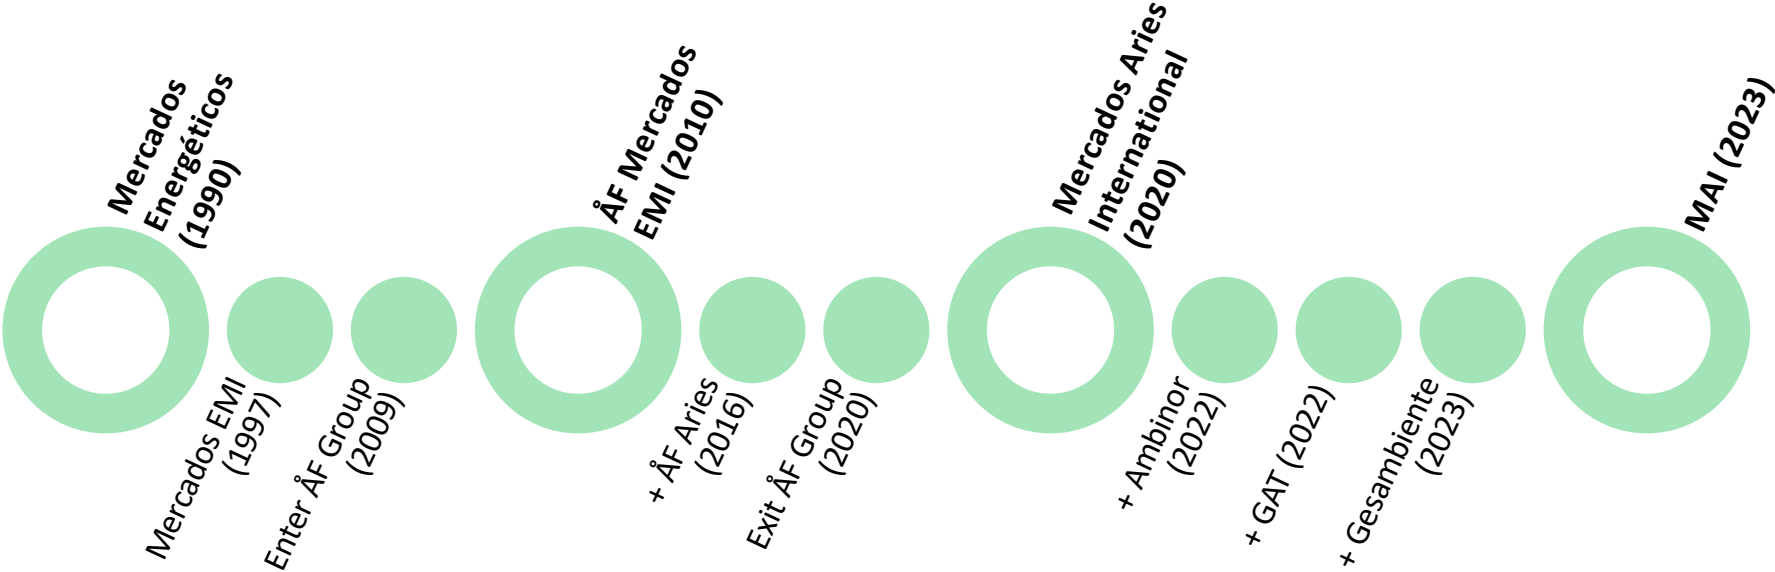 Mercados
Energéticos
(1990)
Mercados EMI
(1997)
Enter ÅF Group
(2009)
ÅF Mercados
EMI (2010)
+ ÅF Aries
(2016)
Exit ÅF Group
(2020)
Mercados Aries
International
(2020)
+ Ambinor
(2022)
+ GAT (2022)
+ Gesambiente
(2023)
MAI (2023)